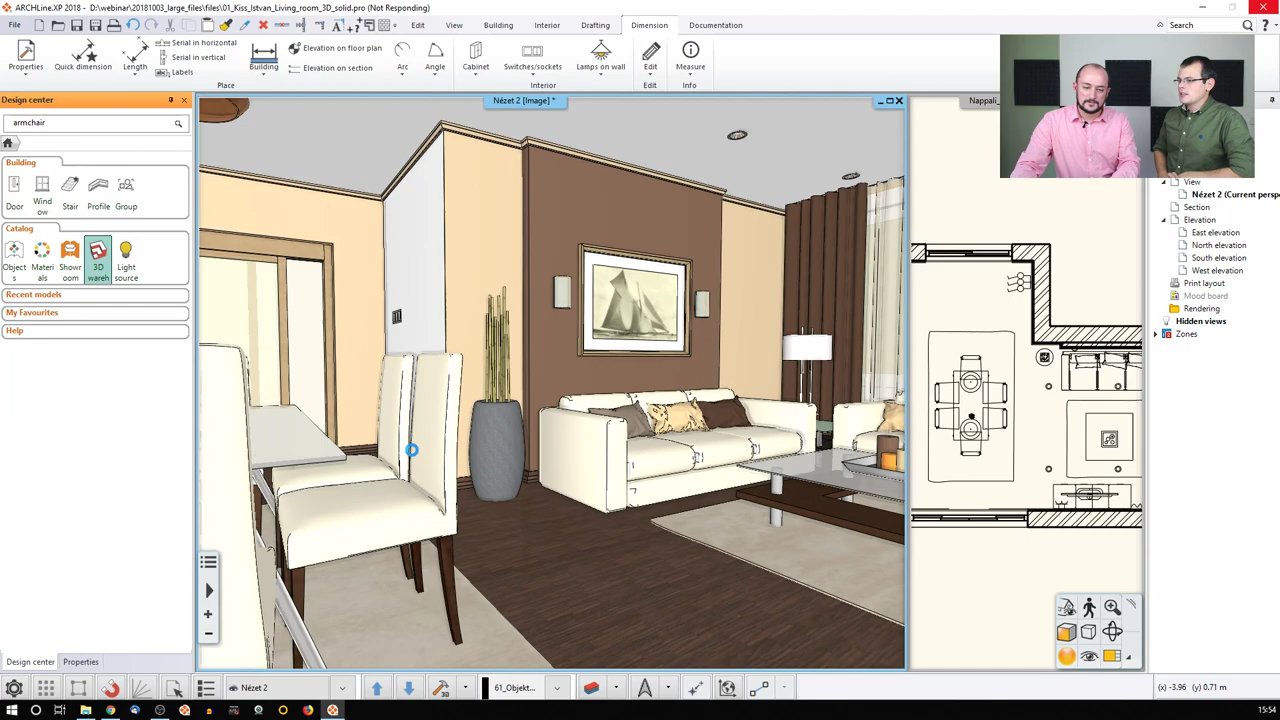 ARCHLine.XP 2018 - D:\webinar\20181003_large_files\files\01_Kiss_Istvan_Living_room_3D_solid.pro (Not Responding)
Edit
View
Building
Interior
Drafting
Dimension
Documentation
Search
Properties
Quick dimension
Length
Serial in horizontal
Serial in vertical
Labels
Building
Elevation on floor plan
Elevation on section
Arc
Angle
Cabinet
Switches/sockets
Lamps on wall
Edit
Measure
Place
Interior
Edit
Info
Design center
Nézet 2 [Image] *
Nappali_
armchair
Building
Door
Wind
ow
Stair
Profile
Group
Catalog
Object
s
Materi
als
Showr
oom
3D
wareh
Light
source
Recent models
My Favourites
Help
View
Nézet 2 (Current persp
Section
Elevation
East elevation
North elevation
South elevation
West elevation
Print layout
Mood board
Rendering
Hidden views
Zones
Design center
Properties
Nézet 2
61_Objekt...
(x) -3.96 (y) 0.71 m
15:54